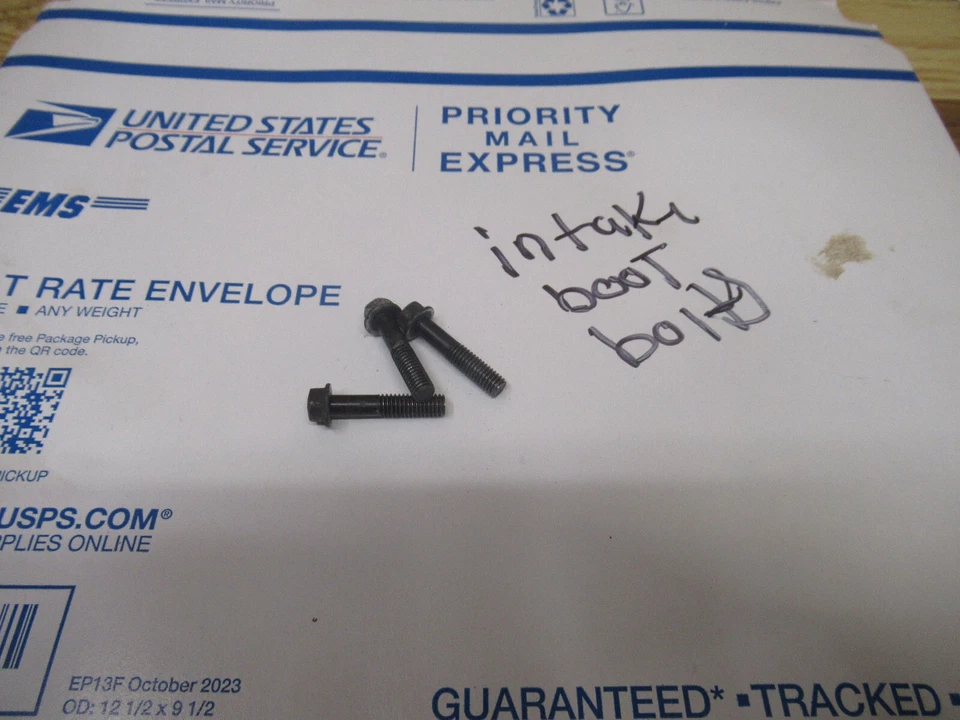 UNITED STATES
POSTAL SERVICE®
PRIORITY
MAIL
EXPRESS®
EMS
intake
boot
bolts
T RATE ENVELOPE
E ■ ANY WEIGHT
e free Package Pickup,
the QR code.
PICKUP
USPS.COM®
PPLIES ONLINE
EP13F October 2023
OD: 12 1/2 x 9 1/2
GUARANTEED* ▪ TRACKED ▪